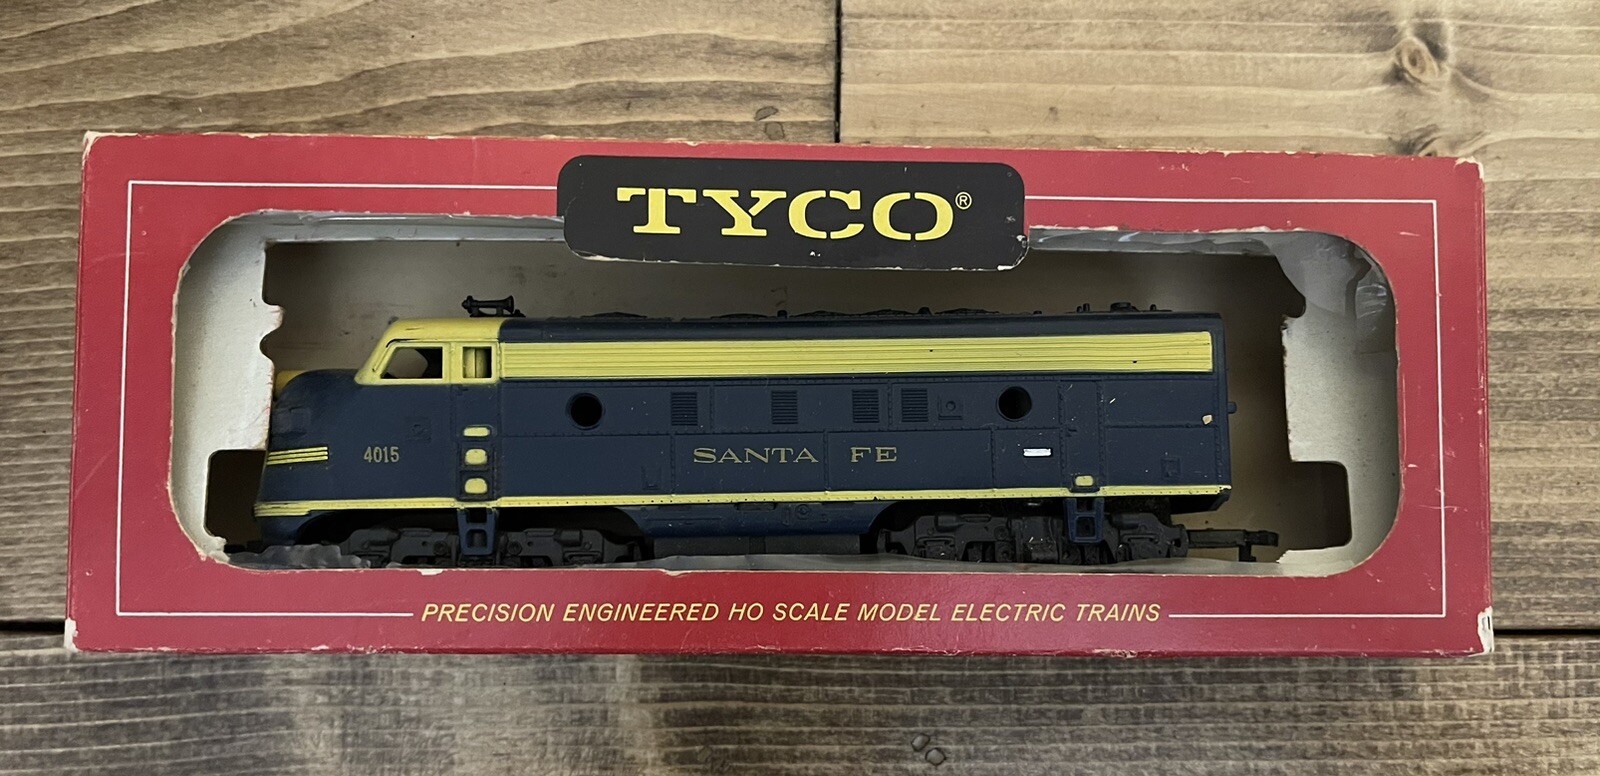 TYCO®
4015
SANTA FE
PRECISION ENGINEERED HO SCALE MODEL ELECTRIC TRAINS